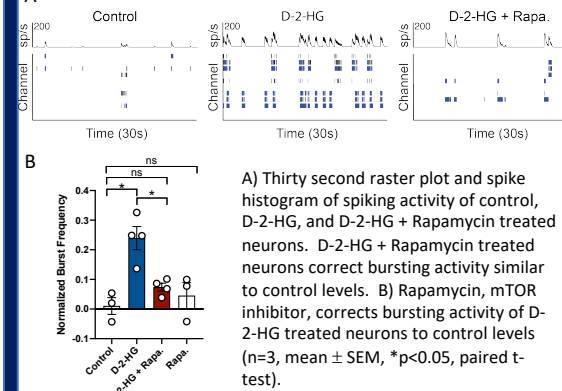 Control
D-2-HG
D-2-HG + Rapa.
sp/s
200
Channel
Time (30s)
sp/s
200
Channel
Time (30s)
sp/s
200
Channel
Time (30s)
B
ns
ns
*
*
Normalized Burst Frequency
0.4
0.3
0.2
0.1
0.0
-0.1
Control
D-2-HG
2-HG + Rapa.
Rapa.
A) Thirty second raster plot and spike
histogram of spiking activity of control,
D-2-HG, and D-2-HG + Rapamycin treated
neurons. D-2-HG + Rapamycin treated
neurons correct bursting activity similar
to control levels. B) Rapamycin, mTOR
inhibitor, corrects bursting activity of D-
2-HG treated neurons to control levels
(n=3, mean ± SEM, *p<0.05, paired t-
test).